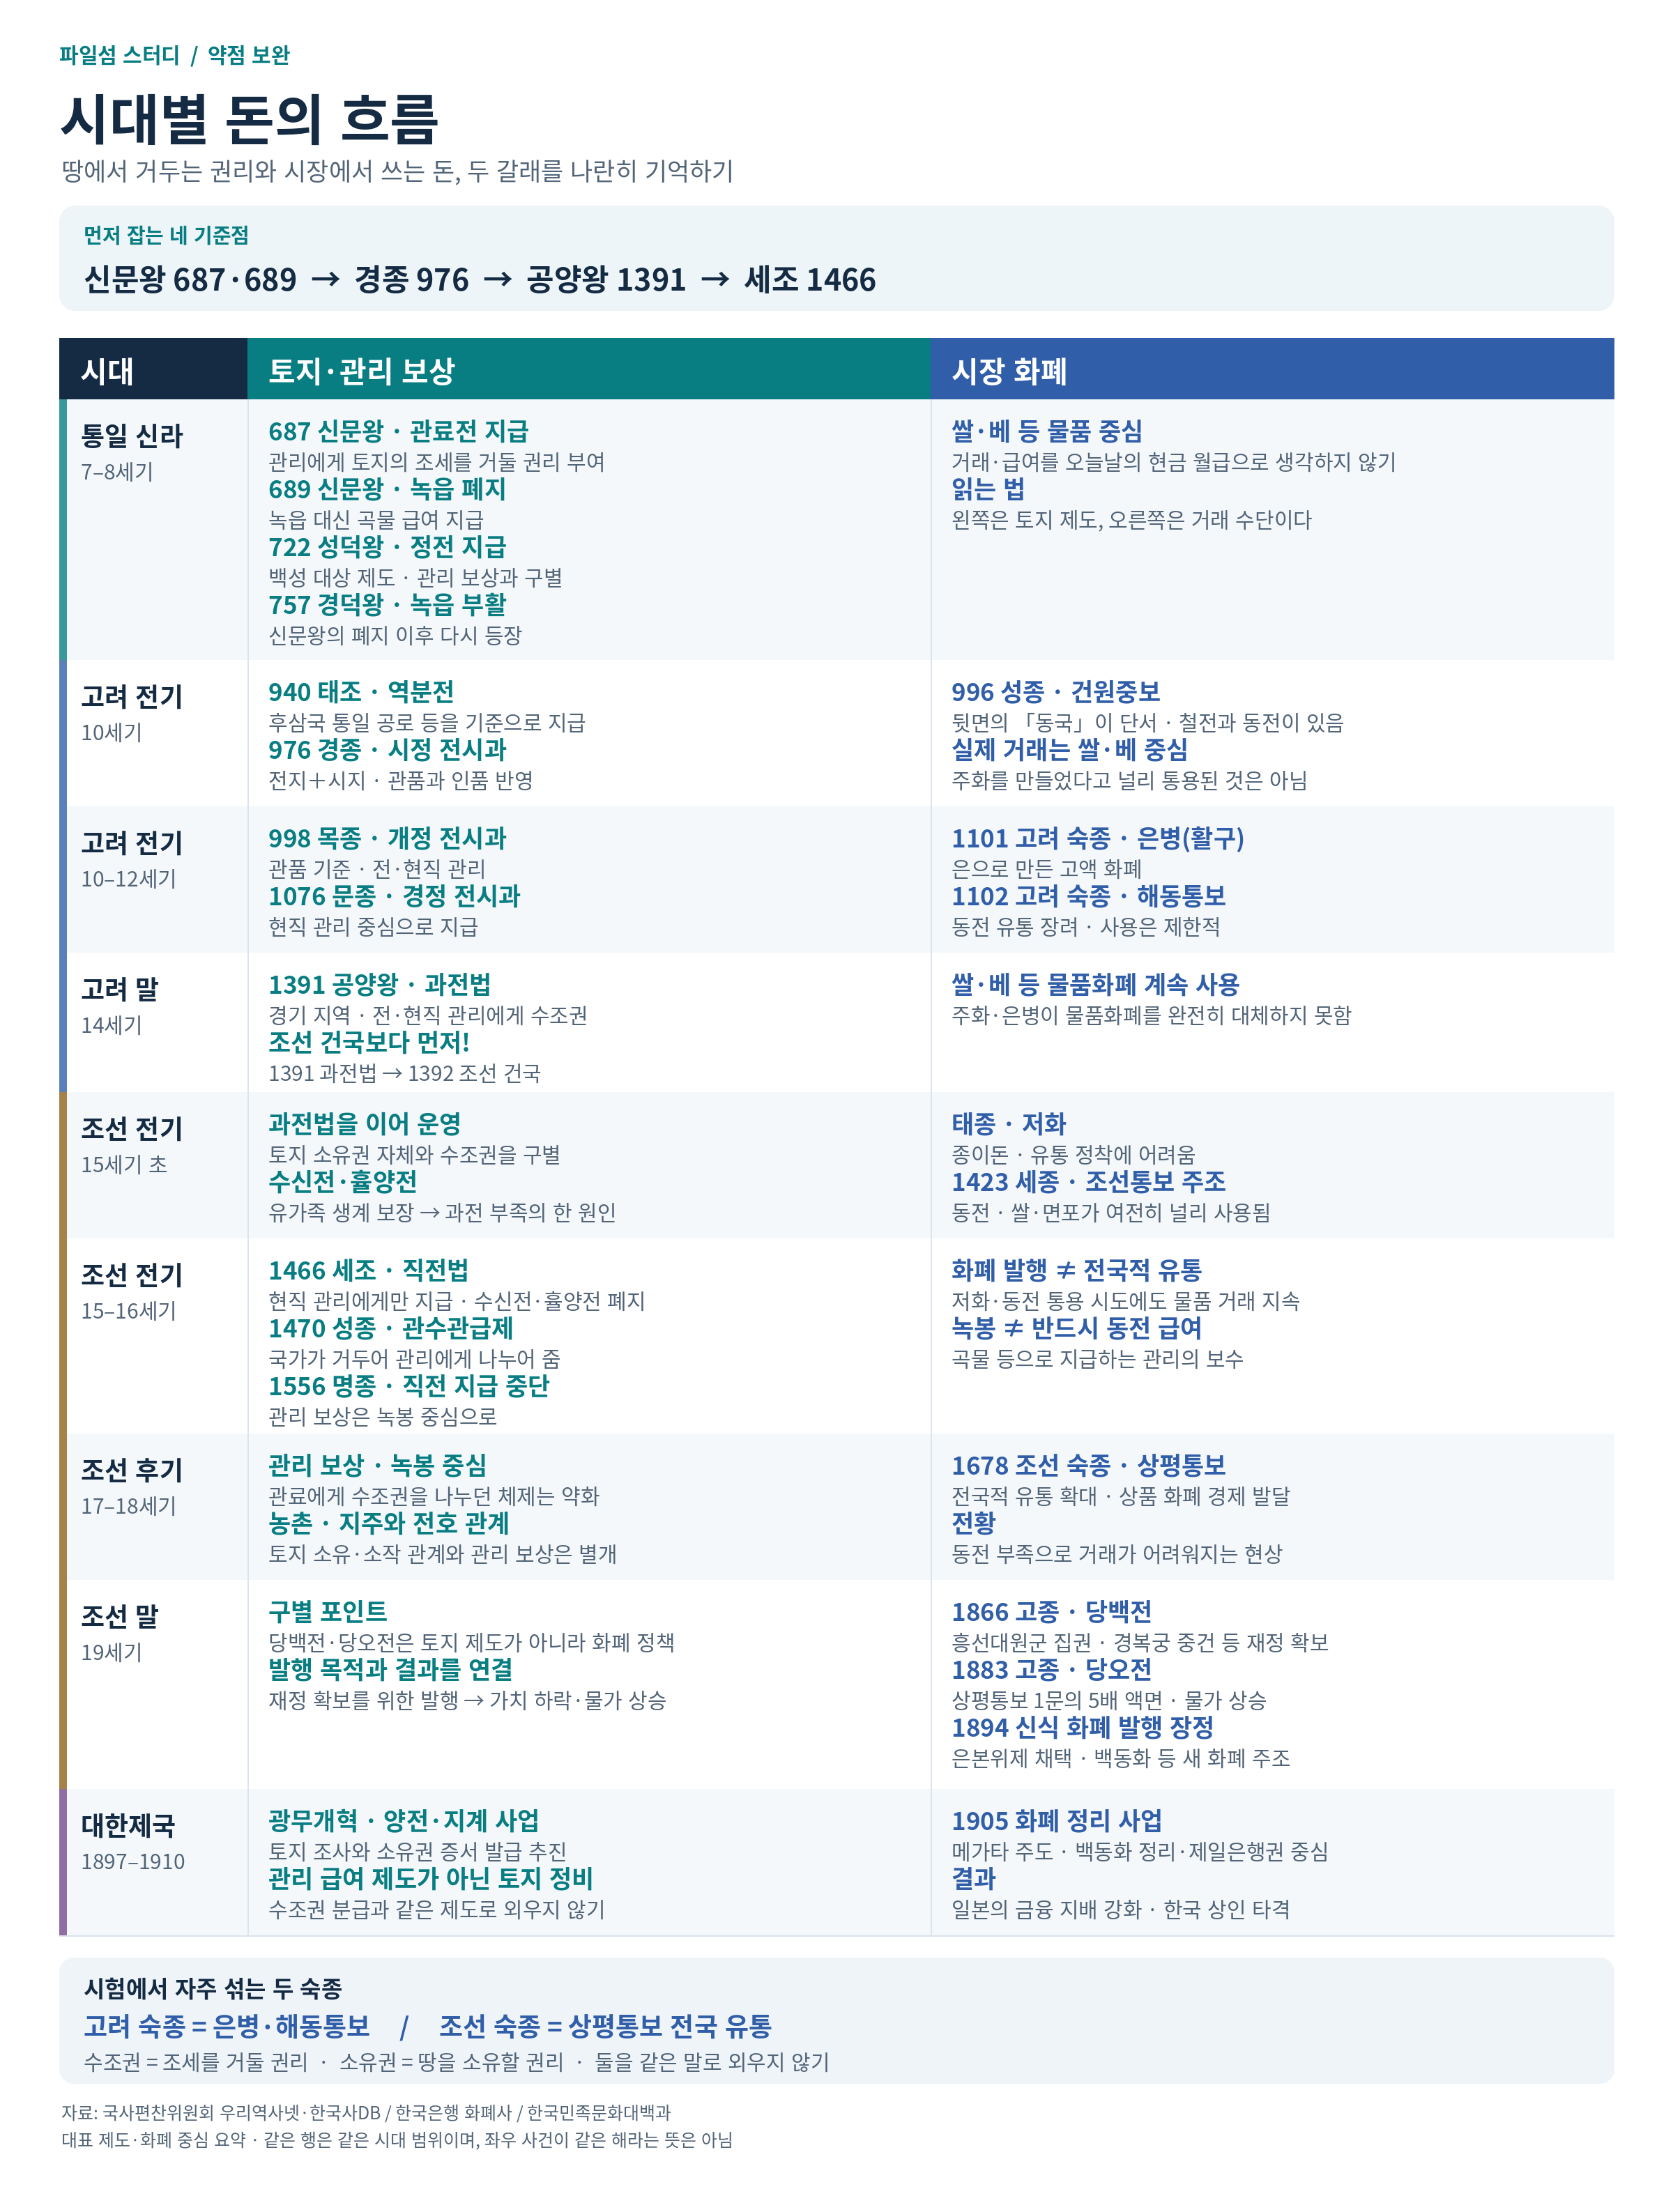 파일섬 스터디 / 약점 보완
시대별 돈의 흐름
땅에서 거두는 권리와 시장에서 쓰는 돈, 두 갈래를 나란히 기억하기
먼저 잡는 네 기준점
신문왕 687·689 → 경종 976 → 공양왕 1391 → 세조 1466
시대
토지·관리 보상
시장 화폐
통일 신라
7–8세기
687 신문왕 · 관료전 지급
관리에게 토지의 조세를 거둘 권리 부여
689 신문왕 · 녹읍 폐지
녹읍 대신 곡물 급여 지급
722 성덕왕 · 정전 지급
백성 대상 제도 · 관리 보상과 구별
757 경덕왕 · 녹읍 부활
신문왕의 폐지 이후 다시 등장
쌀·베 등 물품 중심
거래·급여를 오늘날의 현금 월급으로 생각하지 않기
읽는 법
왼쪽은 토지 제도, 오른쪽은 거래 수단이다
고려 전기
10세기
940 태조 · 역분전
후삼국 통일 공로 등을 기준으로 지급
976 경종 · 시정 전시과
전지+시지 · 관품과 인품 반영
996 성종 · 건원중보
뒷면의 「동국」이 단서 · 철전과 동전이 있음
실제 거래는 쌀·베 중심
주화를 만들었다고 널리 통용된 것은 아님
고려 전기
10–12세기
998 목종 · 개정 전시과
관품 기준 · 전·현직 관리
1076 문종 · 경정 전시과
현직 관리 중심으로 지급
1101 고려 숙종 · 은병(활구)
은으로 만든 고액 화폐
1102 고려 숙종 · 해동통보
동전 유통 장려 · 사용은 제한적
고려 말
14세기
1391 공양왕 · 과전법
경기 지역 · 전·현직 관리에게 수조권
조선 건국보다 먼저!
1391 과전법 → 1392 조선 건국
쌀·베 등 물품화폐 계속 사용
주화·은병이 물품화폐를 완전히 대체하지 못함
조선 전기
15세기 초
과전법을 이어 운영
토지 소유권 자체와 수조권을 구별
수신전·휼양전
유가족 생계 보장 → 과전 부족의 한 원인
태종 · 저화
종이돈 · 유통 정착에 어려움
1423 세종 · 조선통보 주조
동전 · 쌀·면포가 여전히 널리 사용됨
조선 전기
15–16세기
1466 세조 · 직전법
현직 관리에게만 지급 · 수신전·휼양전 폐지
1470 성종 · 관수관급제
국가가 거두어 관리에게 나누어 줌
1556 명종 · 직전 지급 중단
관리 보상은 녹봉 중심으로
화폐 발행 ≠ 전국적 유통
저화·동전 통용 시도에도 물품 거래 지속
녹봉 ≠ 반드시 동전 급여
곡물 등으로 지급하는 관리의 보수
조선 후기
17–18세기
관리 보상 · 녹봉 중심
관료에게 수조권을 나누던 체제는 약화
농촌 · 지주와 전호 관계
토지 소유·소작 관계와 관리 보상은 별개
1678 조선 숙종 · 상평통보
전국적 유통 확대 · 상품 화폐 경제 발달
전황
동전 부족으로 거래가 어려워지는 현상
조선 말
19세기
구별 포인트
당백전·당오전은 토지 제도가 아니라 화폐 정책
발행 목적과 결과를 연결
재정 확보를 위한 발행 → 가치 하락·물가 상승
1866 고종 · 당백전
흥선대원군 집권 · 경복궁 중건 등 재정 확보
1883 고종 · 당오전
상평통보 1문의 5배 액면 · 물가 상승
1894 신식 화폐 발행 장정
은본위제 채택 · 백동화 등 새 화폐 주조
대한제국
1897–1910
광무개혁 · 양전·지계 사업
토지 조사와 소유권 증서 발급 추진
관리 급여 제도가 아닌 토지 정비
수조권 분급과 같은 제도로 외우지 않기
1905 화폐 정리 사업
메가타 주도 · 백동화 정리·제일은행권 중심
결과
일본의 금융 지배 강화 · 한국 상인 타격
시험에서 자주 섞는 두 숙종
고려 숙종 = 은병·해동통보 / 조선 숙종 = 상평통보 전국 유통
수조권 = 조세를 거둘 권리 · 소유권 = 땅을 소유할 권리 · 둘을 같은 말로 외우지 않기
자료: 국사편찬위원회 우리역사넷·한국사DB / 한국은행 화폐사 / 한국민족문화대백과
대표 제도·화폐 중심 요약 · 같은 행은 같은 시대 범위이며, 좌우 사건이 같은 해라는 뜻은 아님